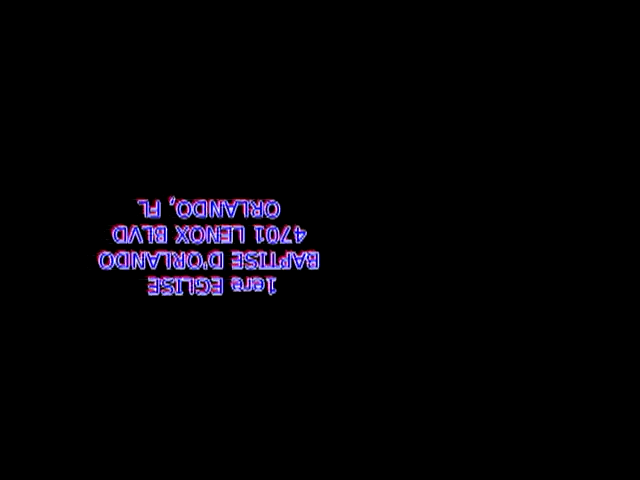 1ere EGLISE
BAPTISE D'ORLANDO
4701 LENOX BLVD
ORLANDO, FL